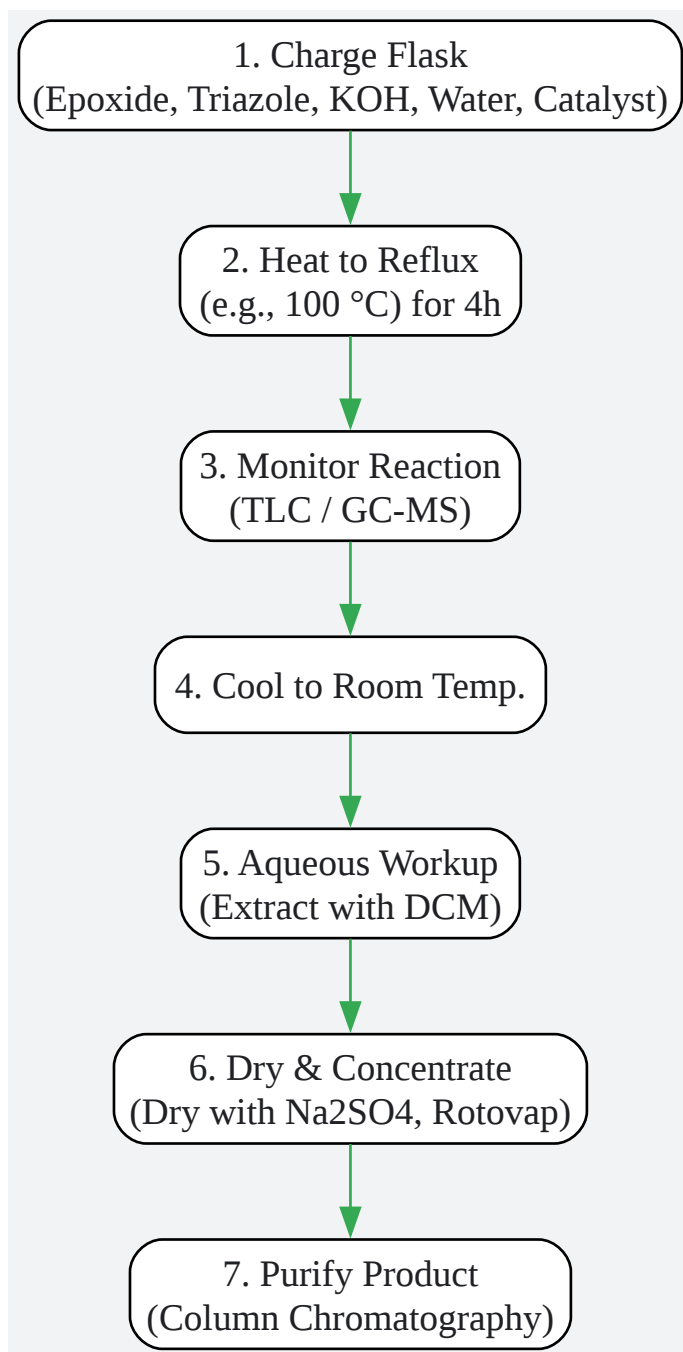 1. Charge Flask
(Epoxide, Triazole, KOH, Water, Catalyst)
2. Heat to Reflux
(e.g., 100 °C) for 4h
3. Monitor Reaction
(TLC / GC-MS)
4. Cool to Room Temp.
5. Aqueous Workup
(Extract with DCM)
6. Dry & Concentrate
(Dry with Na2SO4, Rotovap)
7. Purify Product
(Column Chromatography)